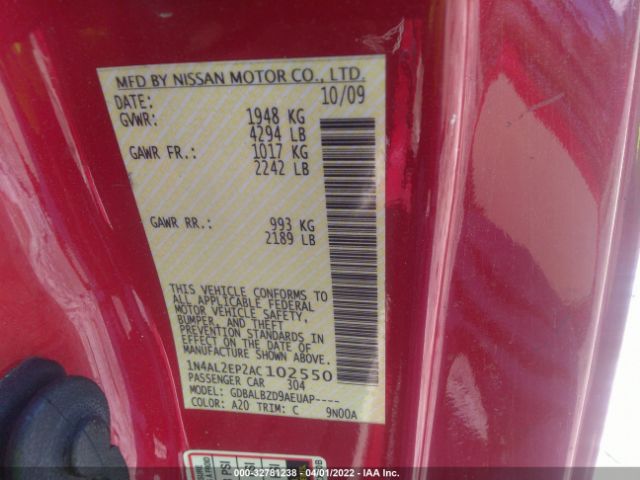 MFD BY NISSAN MOTOR CO., LTD.
DATE: 10/09
GVWR: 1948 KG
4294 LB
GAWR FR.: 1017 KG
2242 LB
GAWR RR.: 993 KG
2189 LB
THIS VEHICLE CONFORMS TO
ALL APPLICABLE FEDERAL
MOTOR VEHICLE SAFETY,
BUMPER, AND THEFT
PREVENTION STANDARDS IN
EFFECT ON THE DATE OF
MANUFACTURE SHOWN ABOVE.
1N4AL2EP2AC102550
PASSENGER CAR 304
MODEL: GDBALBZD9AEUAP----
COLOR: A20 TRIM: C 9N00A
PSI
000-32781238 - 04/01/2022 - IAA Inc.